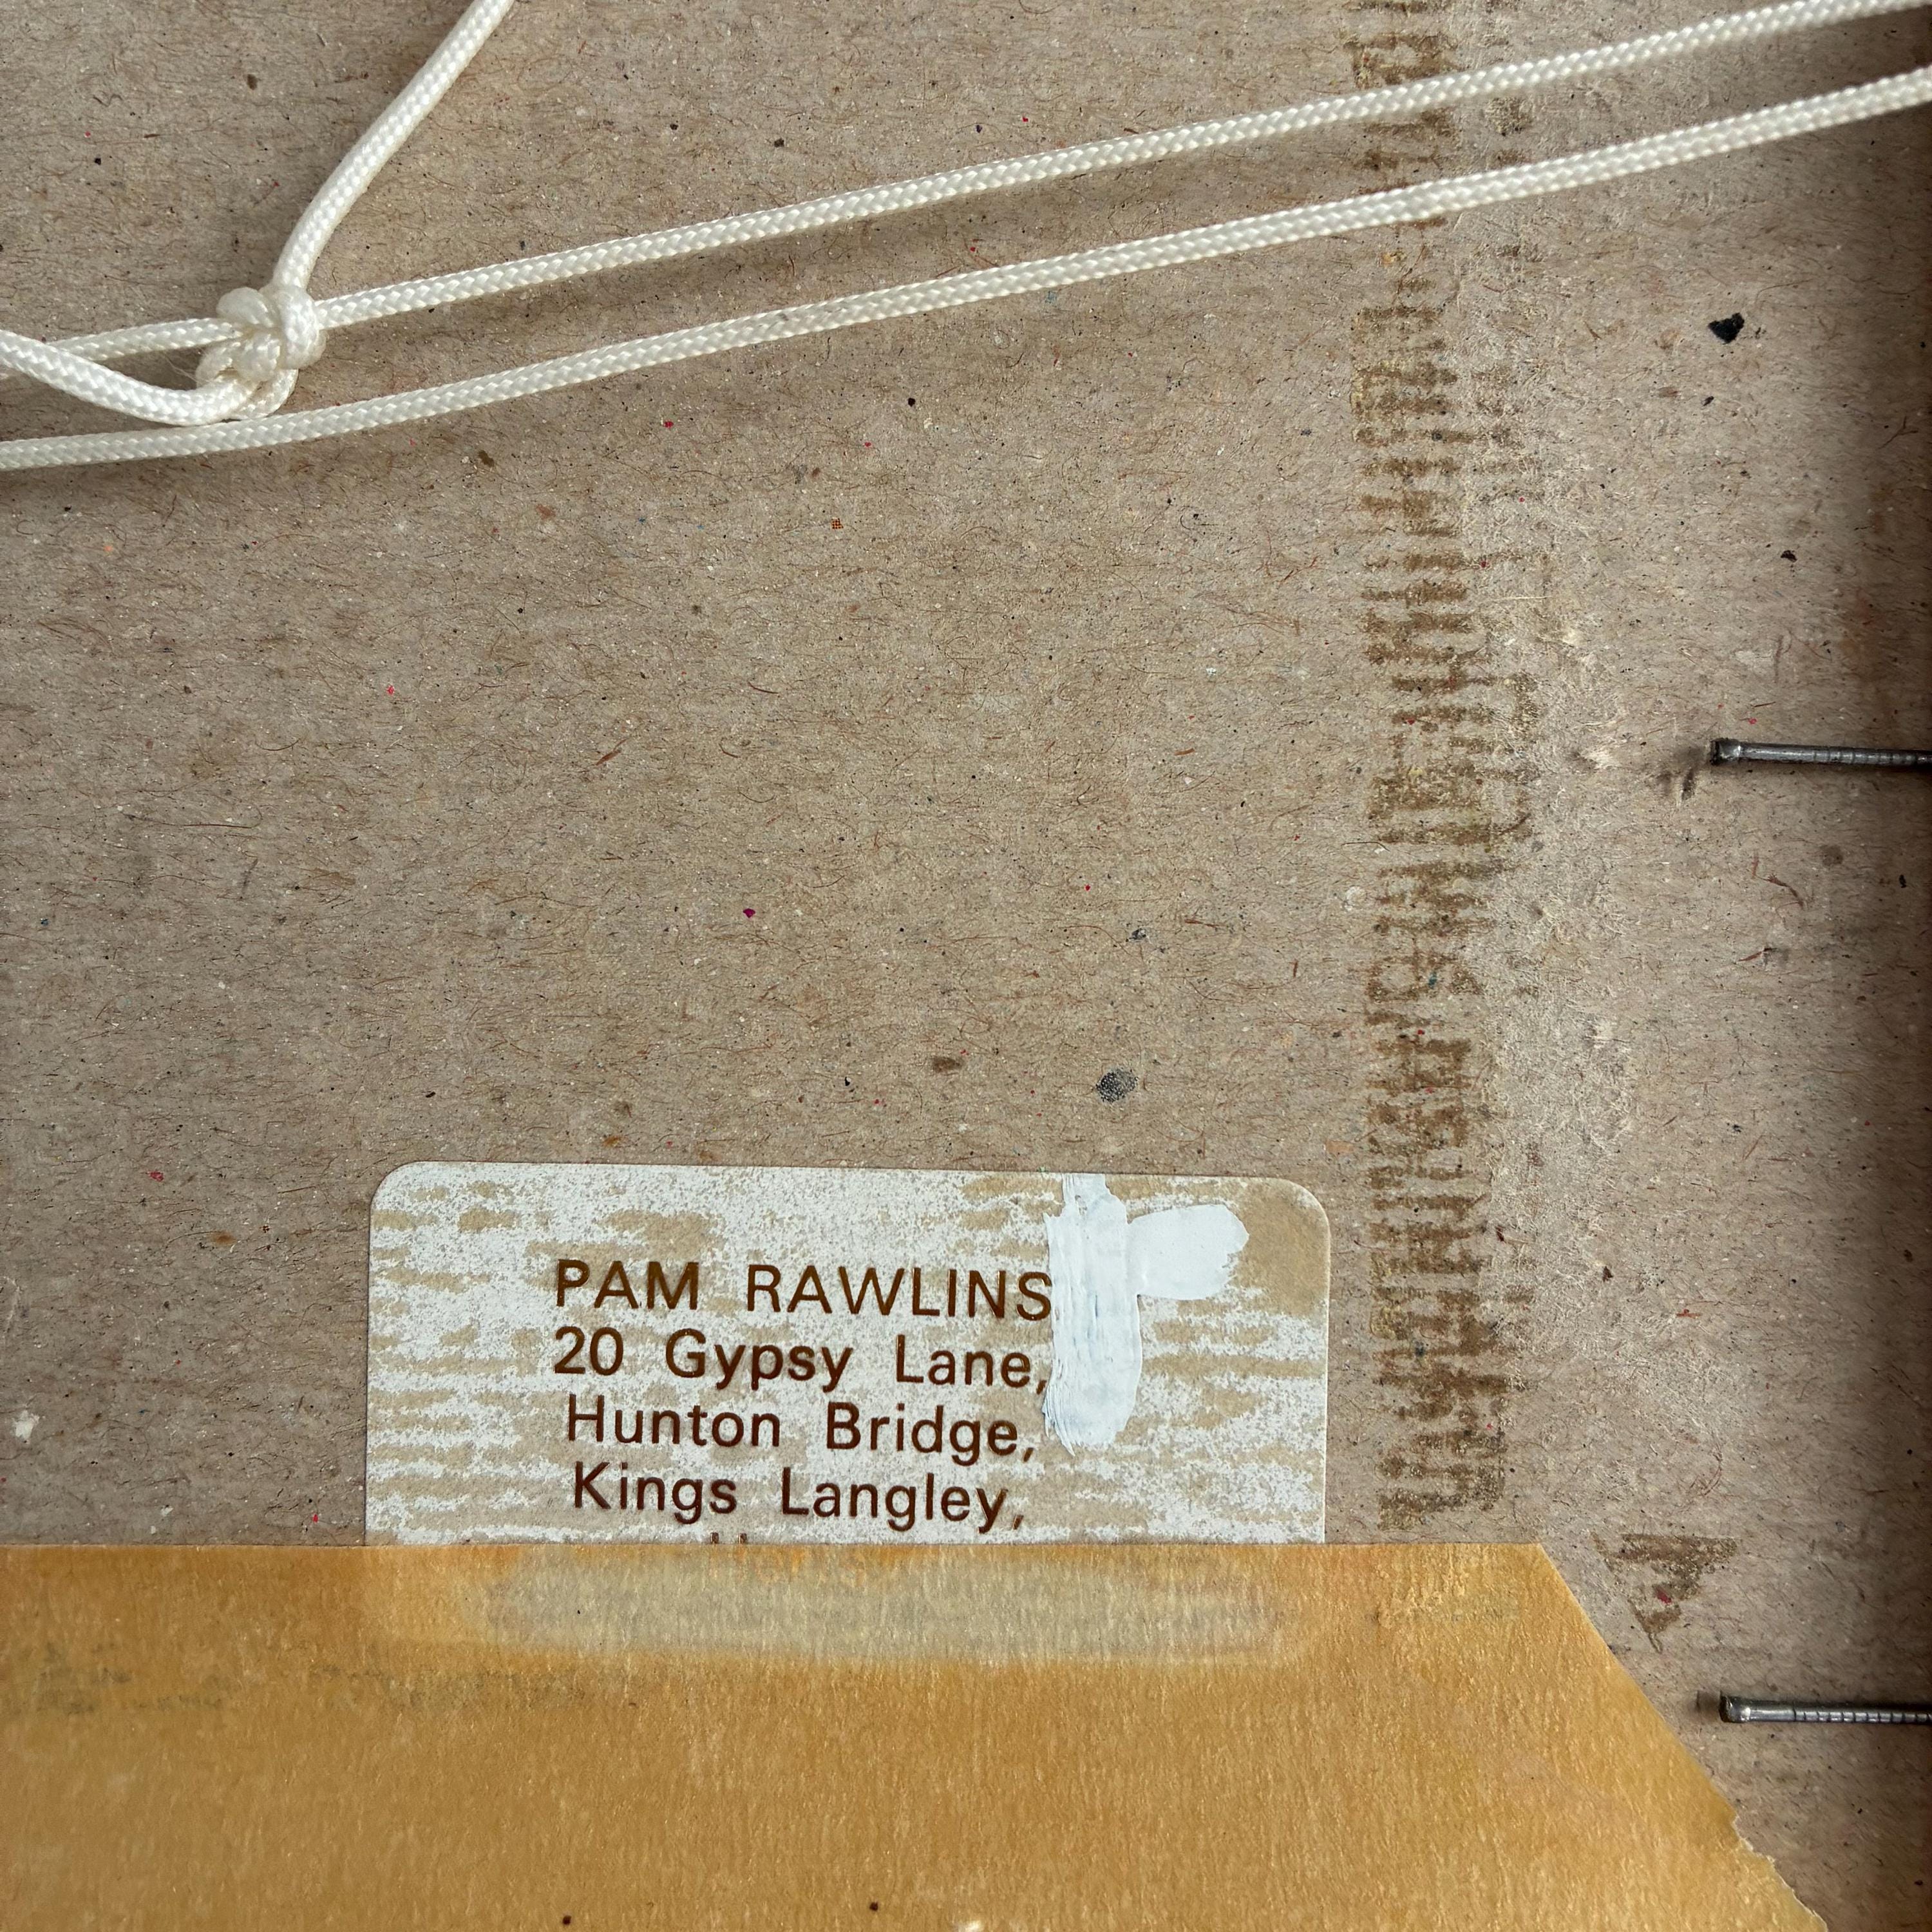 PAM RAWLINS
20 Gypsy Lane,
Hunton Bridge,
Kings Langley,